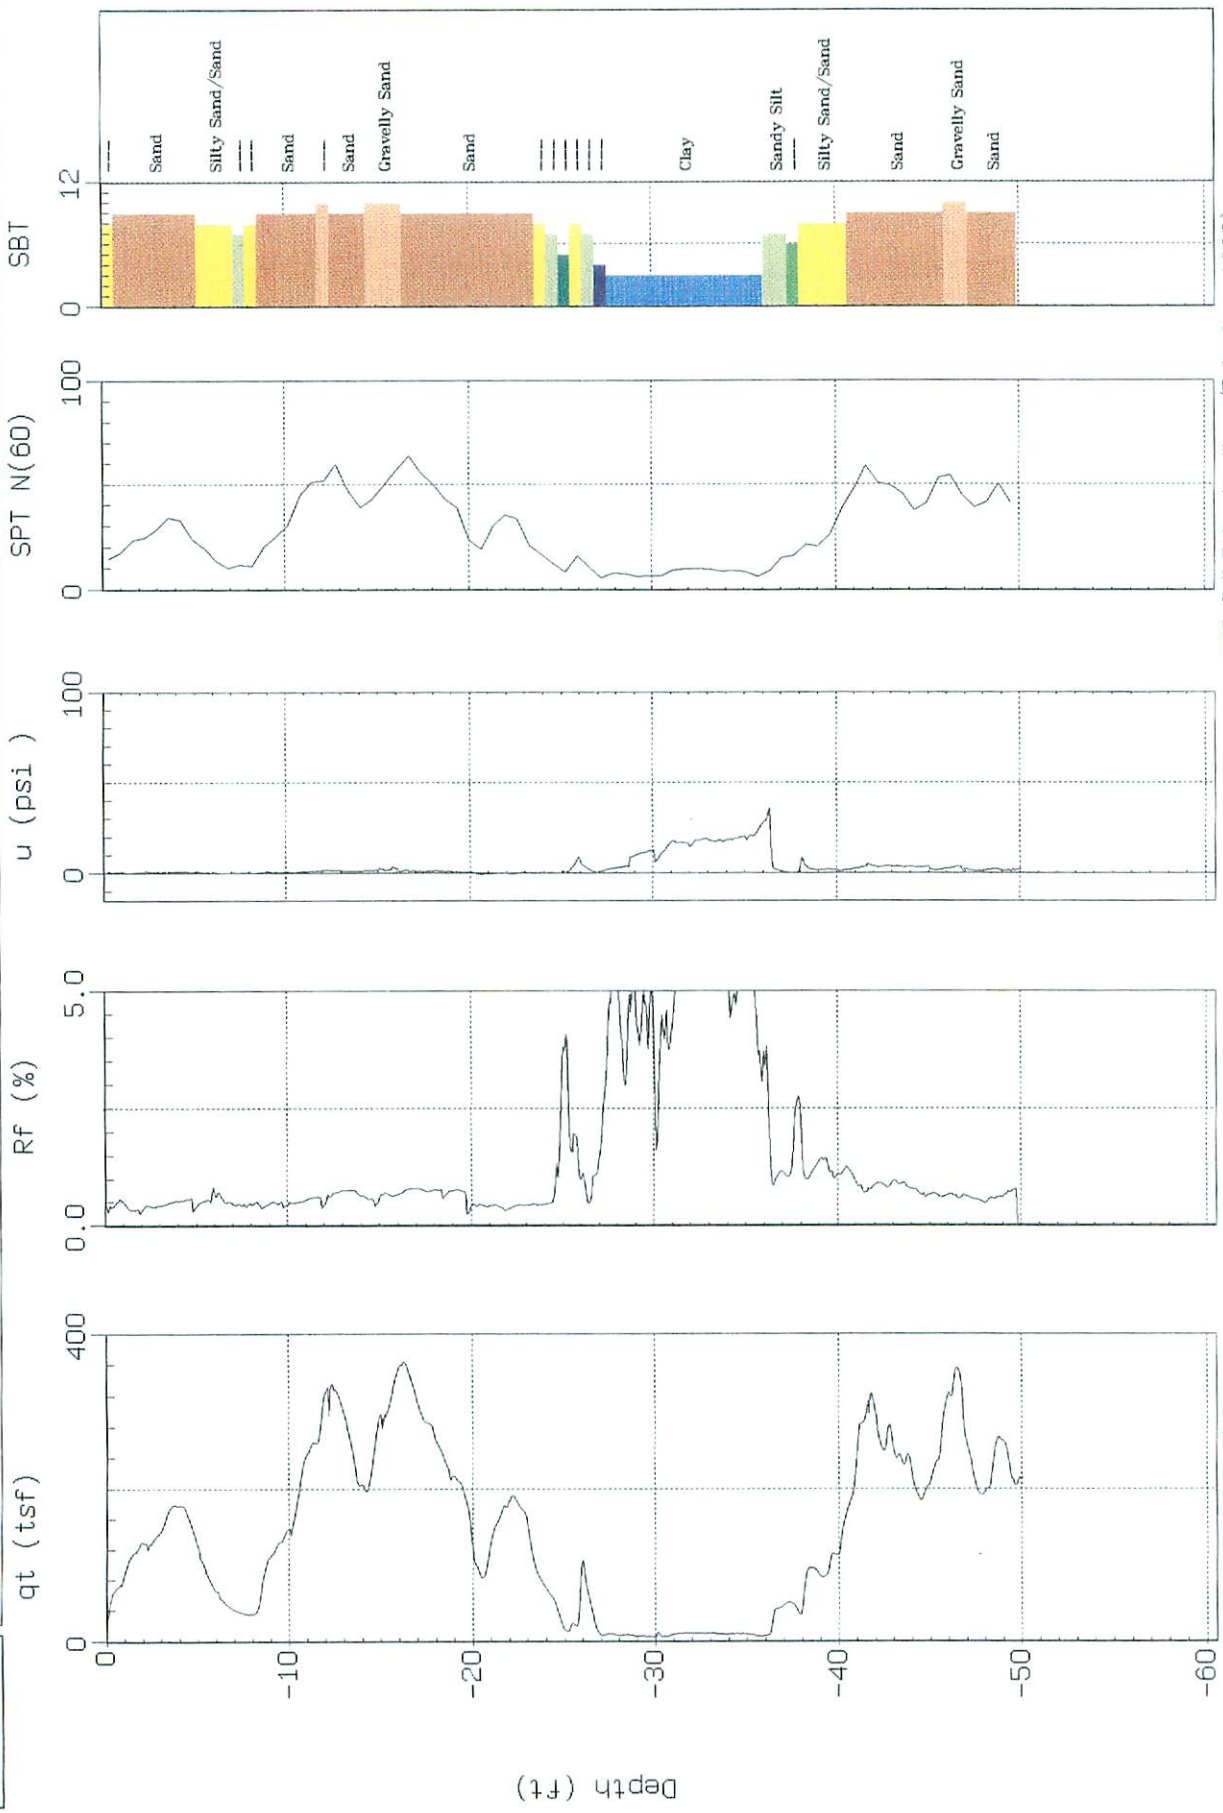 qt (tsf)
0
400
Rf (%)
0.0
5.0
u (psi )
0
100
SPT N(60)
0
100
SBT
0
12
Depth (ft)
0
-10
-20
-30
-40
-50
-60
Sand
Silty Sand/Sand
Sand
Sand
Gravelly Sand
Sand
Clay
Sandy Silt
Silty Sand/Sand
Sand
Gravelly Sand
Sand